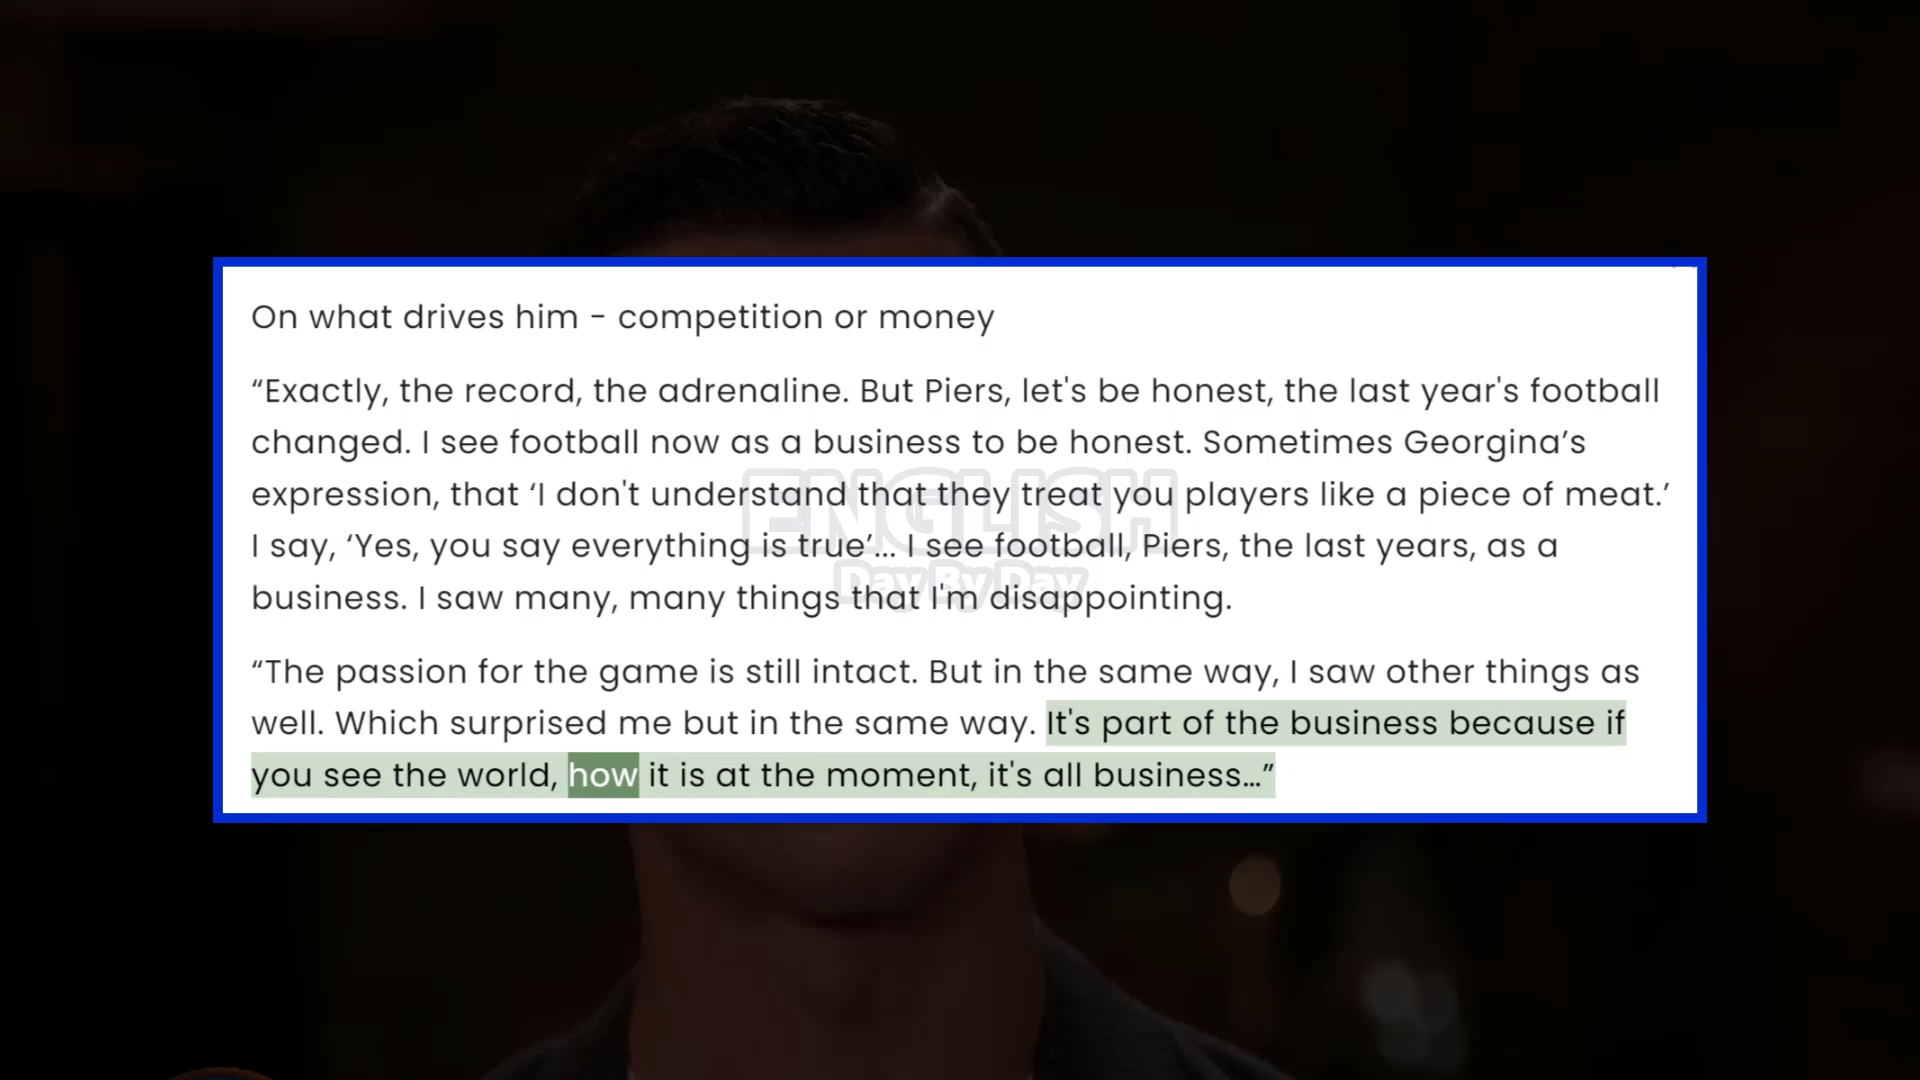 On what drives him - competition or money
“Exactly, the record, the adrenaline. But Piers, let's be honest, the last year's football
changed. I see football now as a business to be honest. Sometimes Georgina’s
expression, that ‘I don't understand that they treat you players like a piece of meat.’
I say, ‘Yes, you say everything is true’... I see football, Piers, the last years, as a
business. I saw many, many things that I'm disappointing.
“The passion for the game is still intact. But in the same way, I saw other things as
well. Which surprised me but in the same way. It's part of the business because if
you see the world, how it is at the moment, it's all business...”
ENGLISH
Day By Day